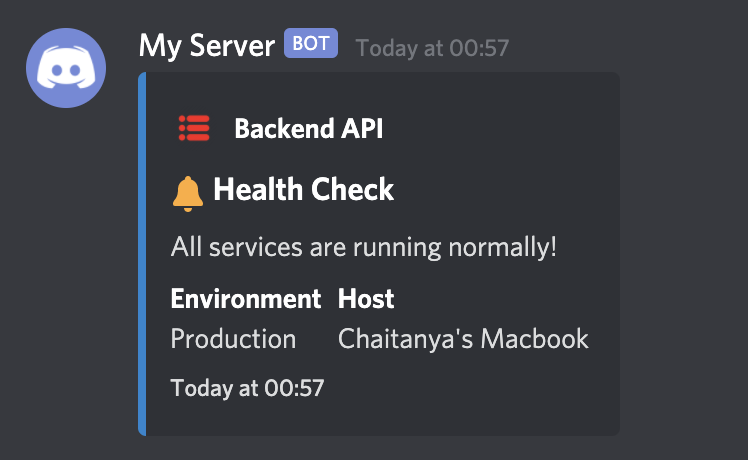 My Server BOT Today at 00:57
Backend API
Health Check
All services are running normally!
Environment Host
Production Chaitanya's Macbook
Today at 00:57